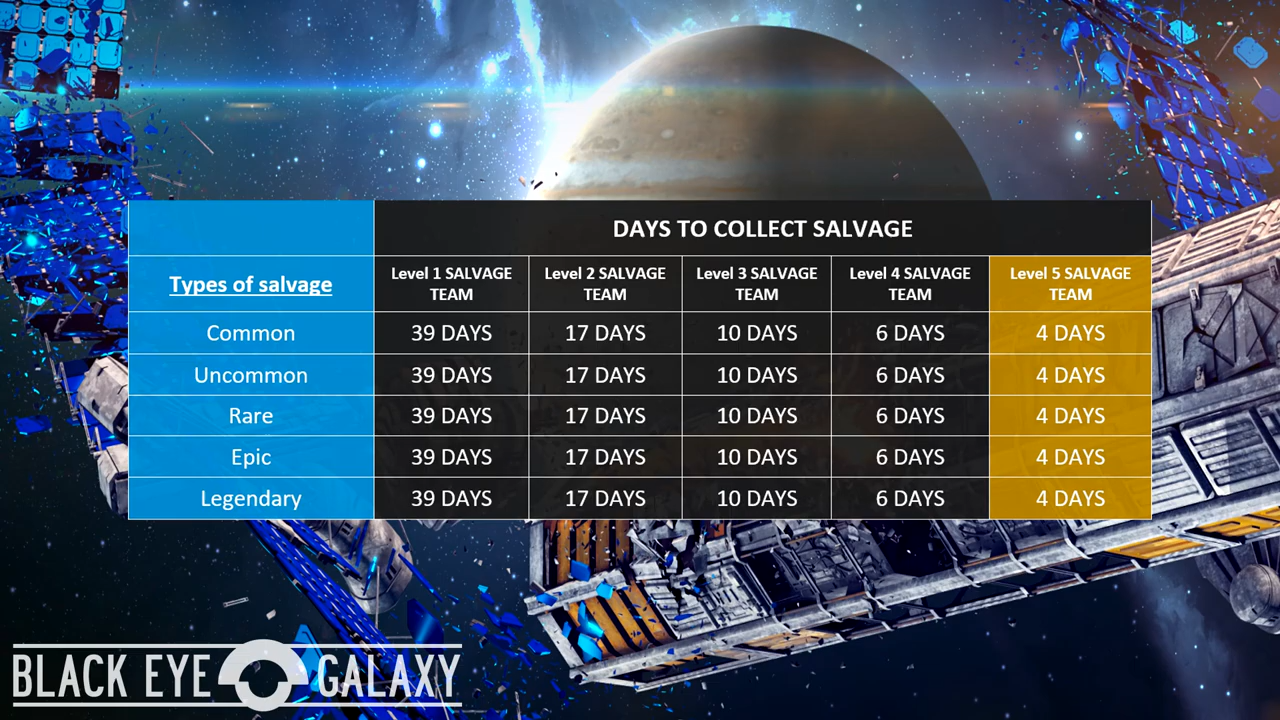 DAYS TO COLLECT SALVAGE
Types of salvage
Level 1 SALVAGE
TEAM
Level 2 SALVAGE
TEAM
Level 3 SALVAGE
TEAM
Level 4 SALVAGE
TEAM
Level 5 SALVAGE
TEAM
Common 39 DAYS 17 DAYS 10 DAYS 6 DAYS 4 DAYS
Uncommon 39 DAYS 17 DAYS 10 DAYS 6 DAYS 4 DAYS
Rare 39 DAYS 17 DAYS 10 DAYS 6 DAYS 4 DAYS
Epic 39 DAYS 17 DAYS 10 DAYS 6 DAYS 4 DAYS
Legendary 39 DAYS 17 DAYS 10 DAYS 6 DAYS 4 DAYS
BLACK EYE GALAXY